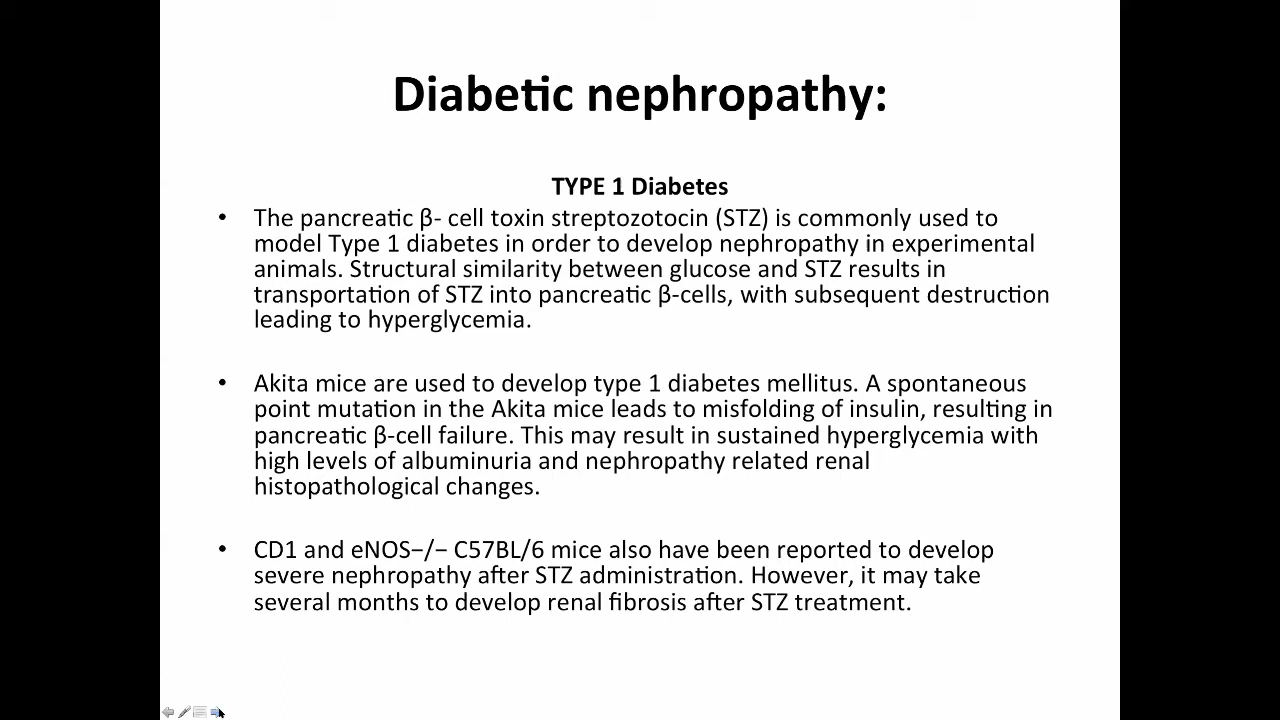 Diabetic nephropathy:
TYPE 1 Diabetes
• The pancreatic β- cell toxin streptozotocin (STZ) is commonly used to
model Type 1 diabetes in order to develop nephropathy in experimental
animals. Structural similarity between glucose and STZ results in
transportation of STZ into pancreatic β-cells, with subsequent destruction
leading to hyperglycemia.
• Akita mice are used to develop type 1 diabetes mellitus. A spontaneous
point mutation in the Akita mice leads to misfolding of insulin, resulting in
pancreatic β-cell failure. This may result in sustained hyperglycemia with
high levels of albuminuria and nephropathy related renal
histopathological changes.
• CD1 and eNOS−/− C57BL/6 mice also have been reported to develop
severe nephropathy after STZ administration. However, it may take
several months to develop renal fibrosis after STZ treatment.